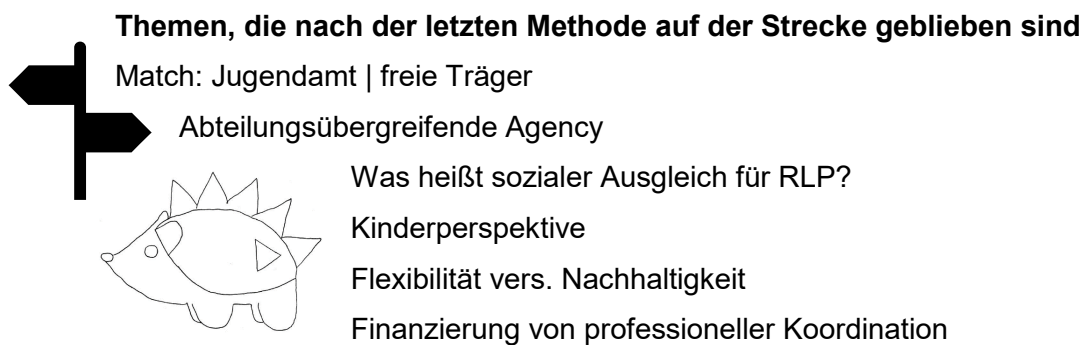 Themen, die nach der letzten Methode auf der Strecke geblieben sind
Match: Jugendamt | freie Träger
Abteilungsübergreifende Agency
Was heißt sozialer Ausgleich für RLP?
Kinderperspektive
Flexibilität vers. Nachhaltigkeit
Finanzierung von professioneller Koordination